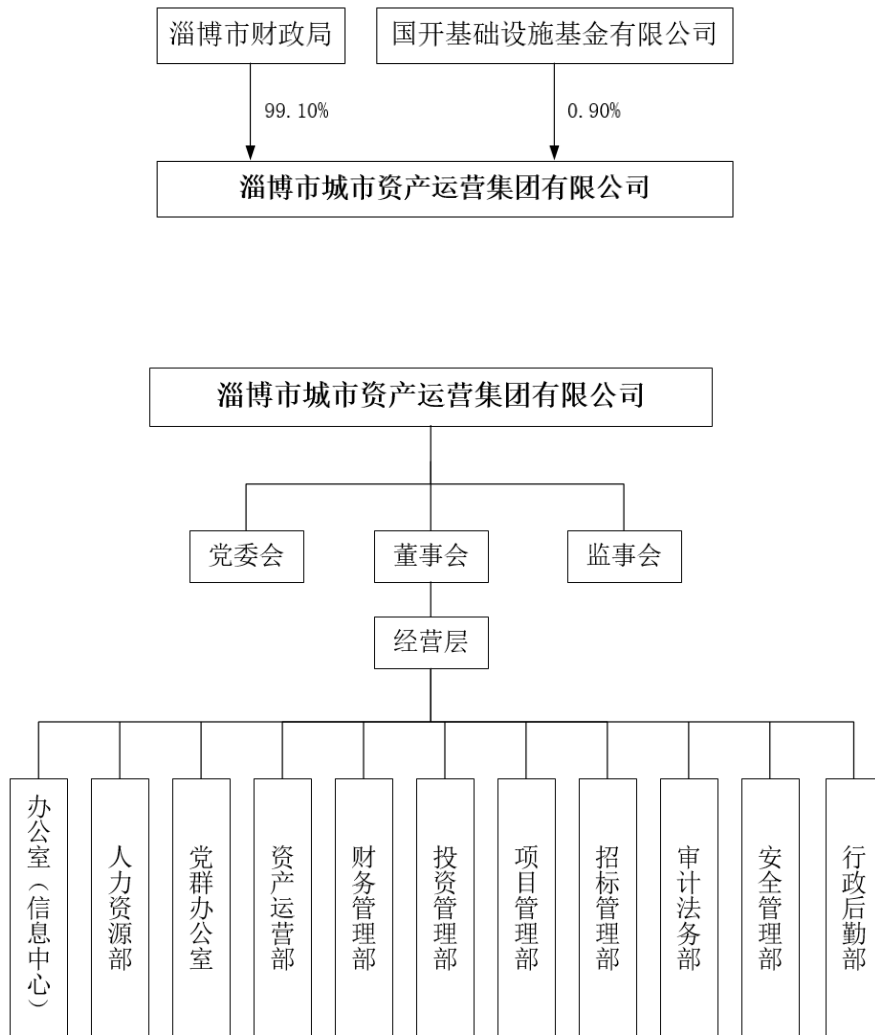 淄博市财政局
国开基础设施基金有限公司
99.10%
0.90%
淄博市城市资产运营集团有限公司
淄博市城市资产运营集团有限公司
党委会
董事会
监事会
经营层
办公室（信息中心）
人力资源部
党群办公室
资产运营部
财务管理部
投资管理部
项目管理部
招标管理部
审计法务部
安全管理部
行政后勤部